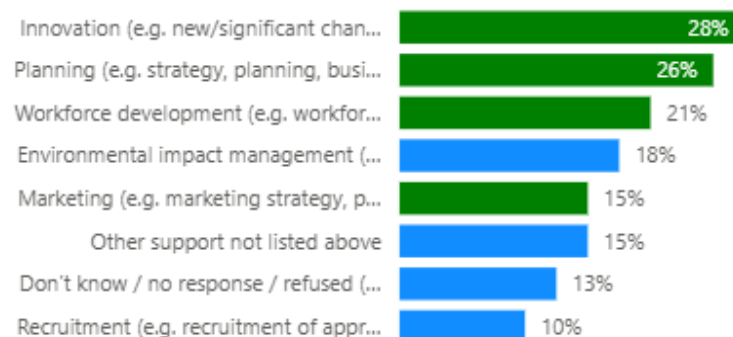 Innovation (e.g. new/significant chan... 28%
Planning (e.g. strategy, planning, busi... 26%
Workforce development (e.g. workfor... 21%
Environmental impact management (... 18%
Marketing (e.g. marketing strategy, p... 15%
Other support not listed above 15%
Don't know / no response / refused (... 13%
Recruitment (e.g. recruitment of appr... 10%